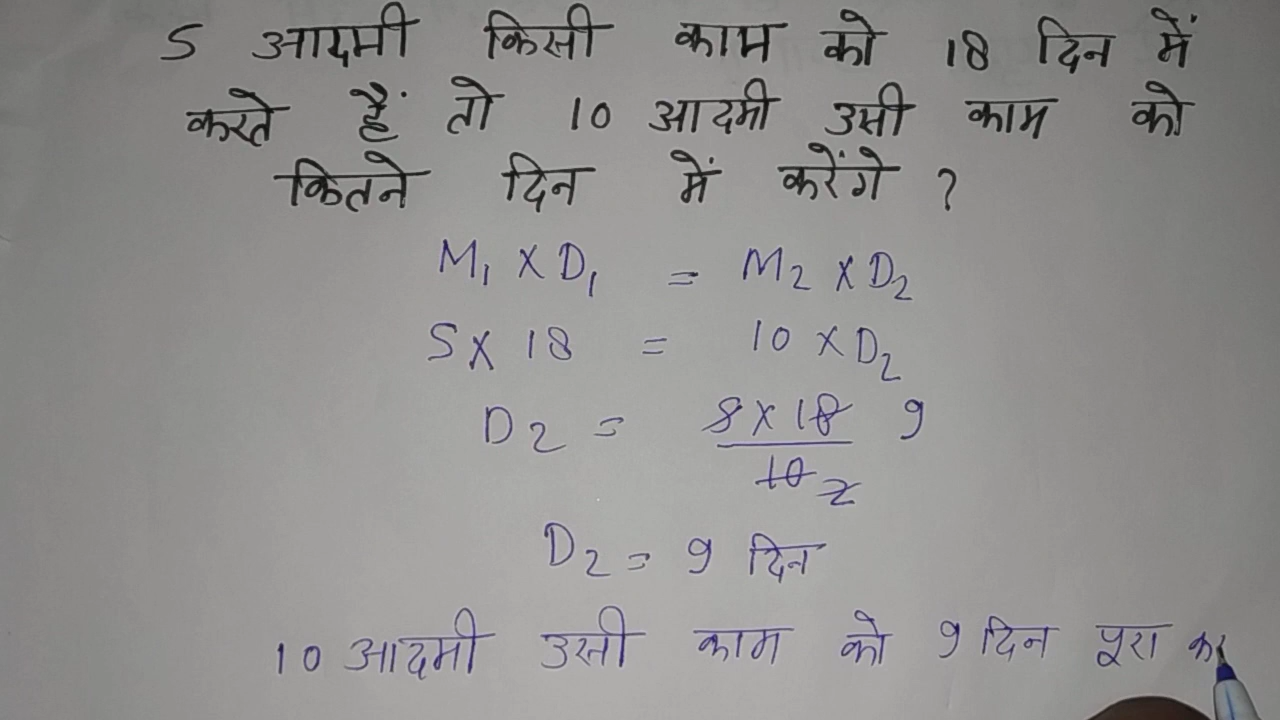 5 आदमी किसी काम को 18 दिन में
करते हैं तो 10 आदमी उसी काम को
कितने दिन में करेंगे ?
M₁ × D₁ = M₂ × D₂
5 × 18 = 10 × D₂
D₂ = 5 × 18 9
10 2
D₂ = 9 दिन
10 आदमी उसी काम को 9 दिन पूरा